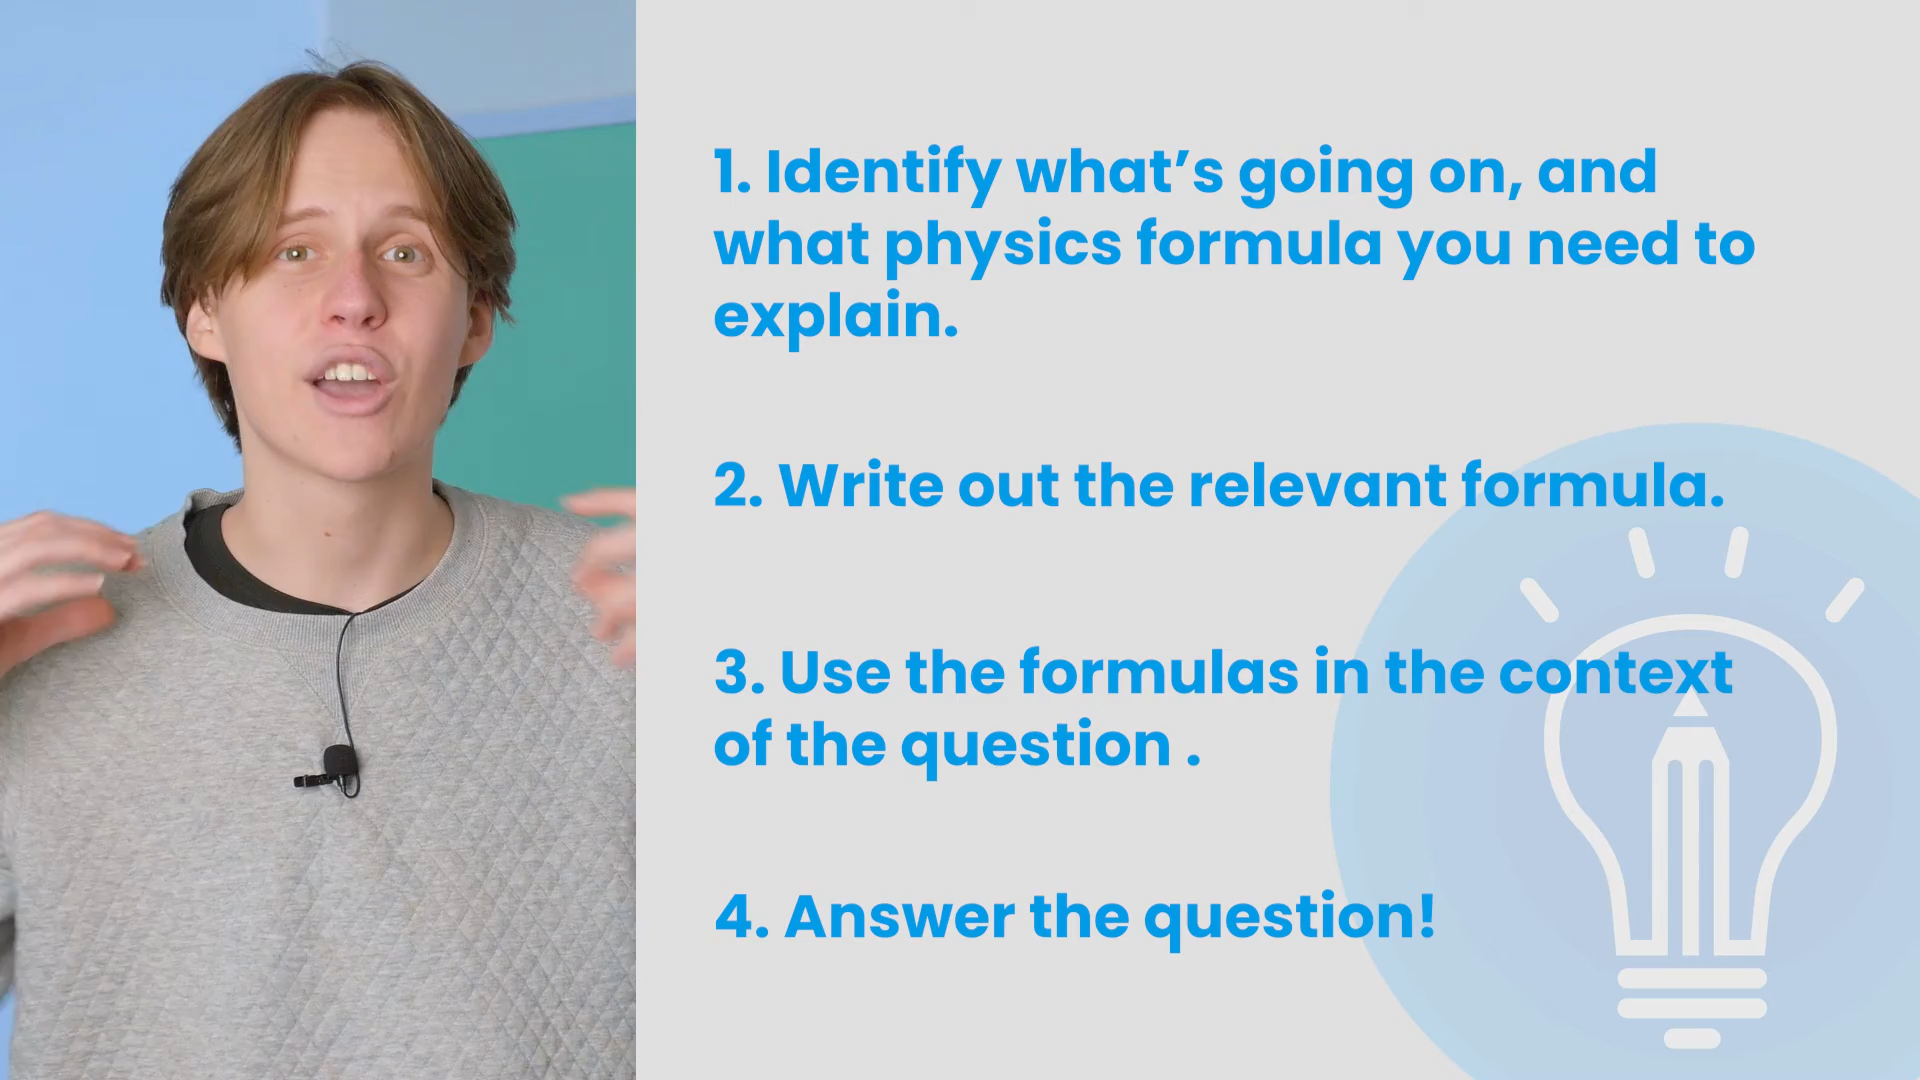 1. Identify what’s going on, and
what physics formula you need to
explain.
2. Write out the relevant formula.
3. Use the formulas in the context
of the question .
4. Answer the question!